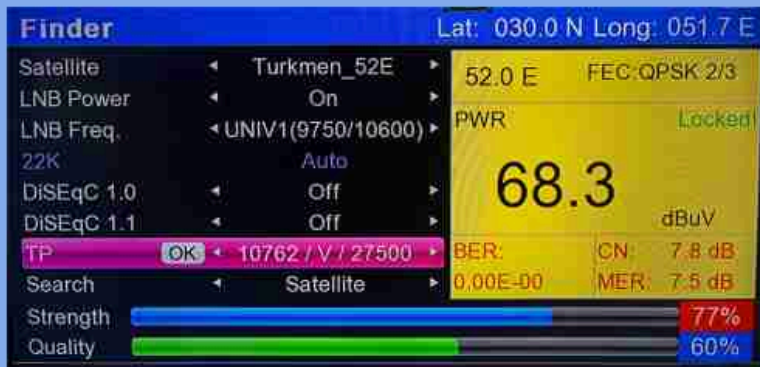 Finder Lat: 030.0 N Long: 051.7 E
Satellite Turkmen_52E
LNB Power On
LNB Freq. UNIV1(9750/10600)
22K Auto
DiSEqC 1.0 Off
DiSEqC 1.1 Off
TP OK 10762 / V / 27500
Search Satellite
52.0 E FEC:QPSK 2/3
PWR Locked
68.3
dBuV
BER: CN: 7.8 dB
0.00E-00 MER: 7.5 dB
Strength 77%
Quality 60%